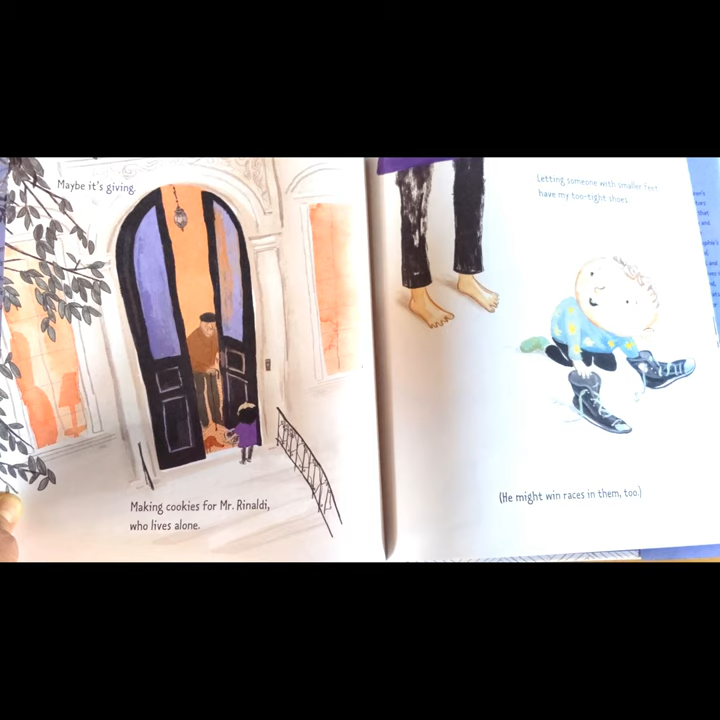 Maybe it's giving.
Making cookies for Mr. Rinaldi,
who lives alone.
Letting someone with smaller feet
have my too-tight shoes.
(He might win races in them, too.)